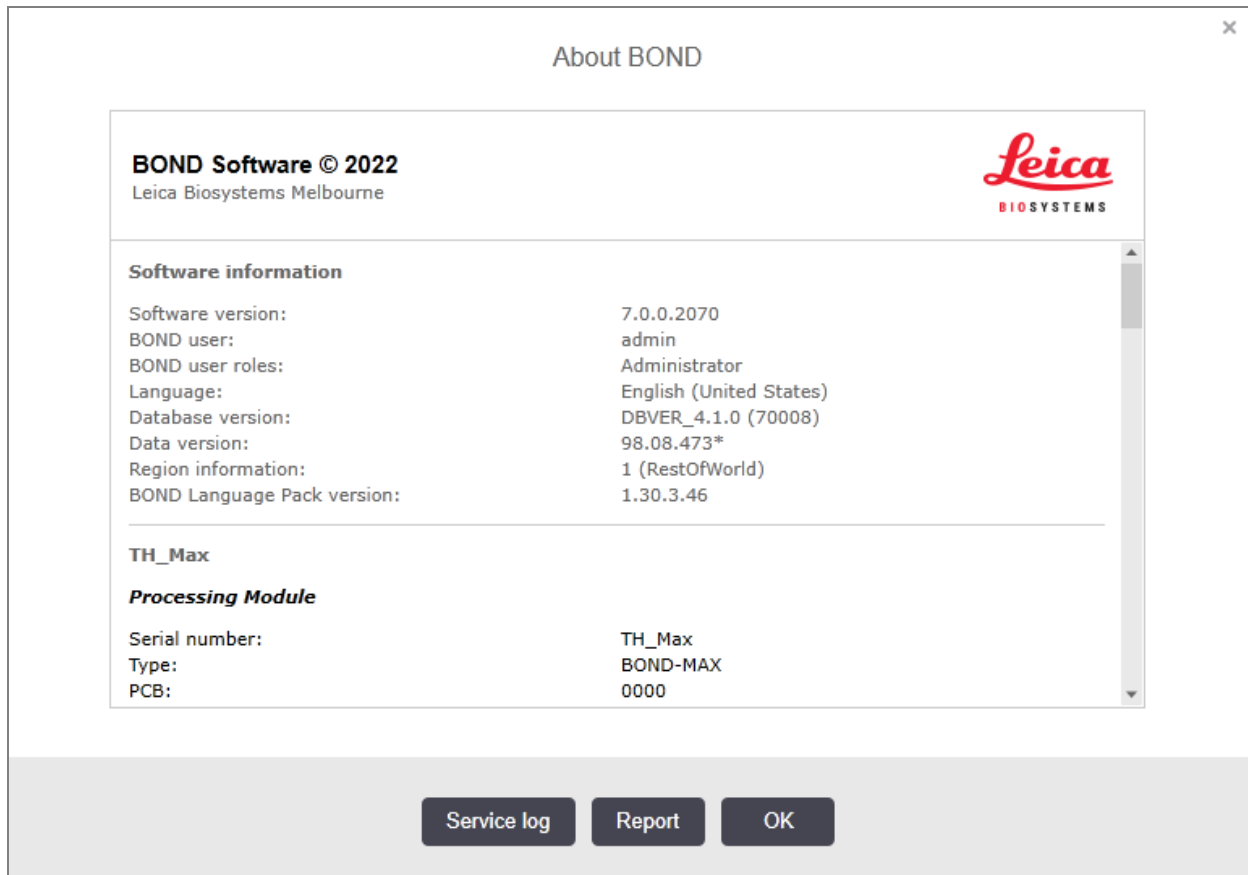 ×
About BOND
BOND Software © 2022
Leica Biosystems Melbourne
Leica
BIOSYSTEMS
Software information
Software version: 7.0.0.2070
BOND user: admin
BOND user roles: Administrator
Language: English (United States)
Database version: DBVER_4.1.0 (70008)
Data version: 98.08.473*
Region information: 1 (RestOfWorld)
BOND Language Pack version: 1.30.3.46
TH_Max
Processing Module
Serial number: TH_Max
Type: BOND-MAX
PCB: 0000
Service log Report OK